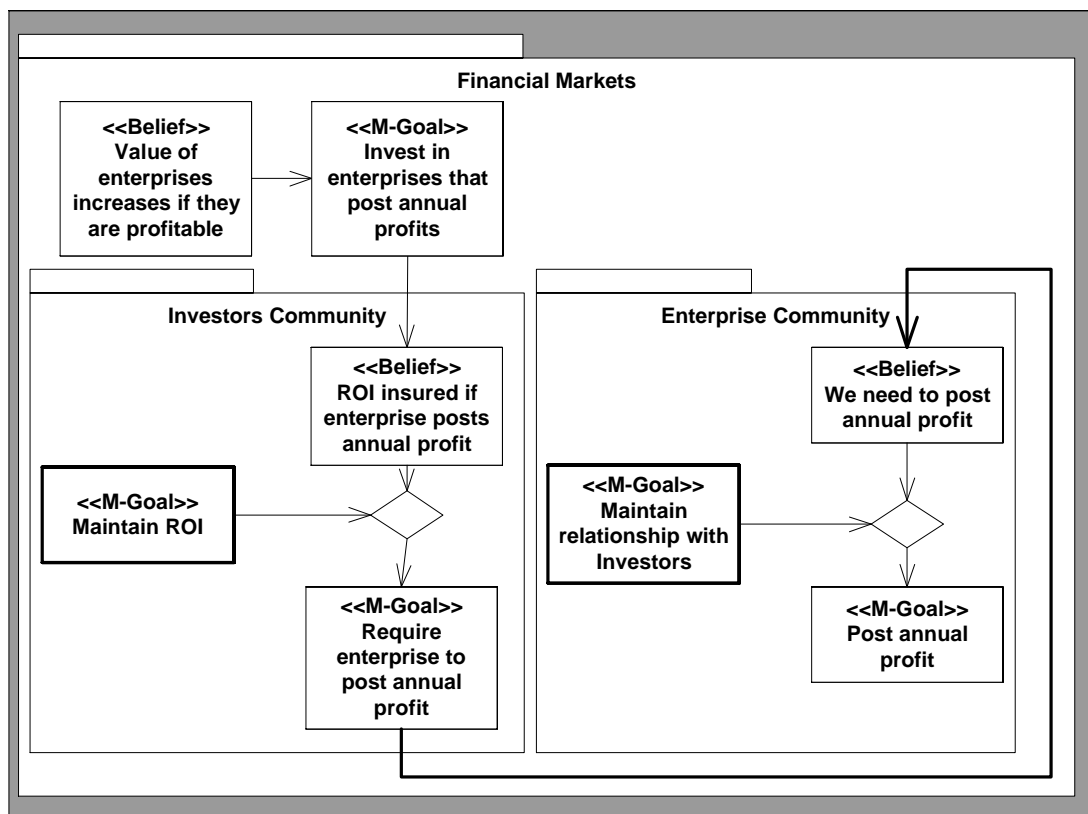 Financial Markets
<<Belief>>
Value of
enterprises
increases if they
are profitable
<<M-Goal>>
Invest in
enterprises that
post annual
profits
Investors Community
<<Belief>>
ROI insured if
enterprise posts
annual profit
<<M-Goal>>
Maintain ROI
<<M-Goal>>
Require
enterprise to
post annual
profit
Enterprise Community
<<Belief>>
We need to post
annual profit
<<M-Goal>>
Maintain
relationship with
Investors
<<M-Goal>>
Post annual
profit